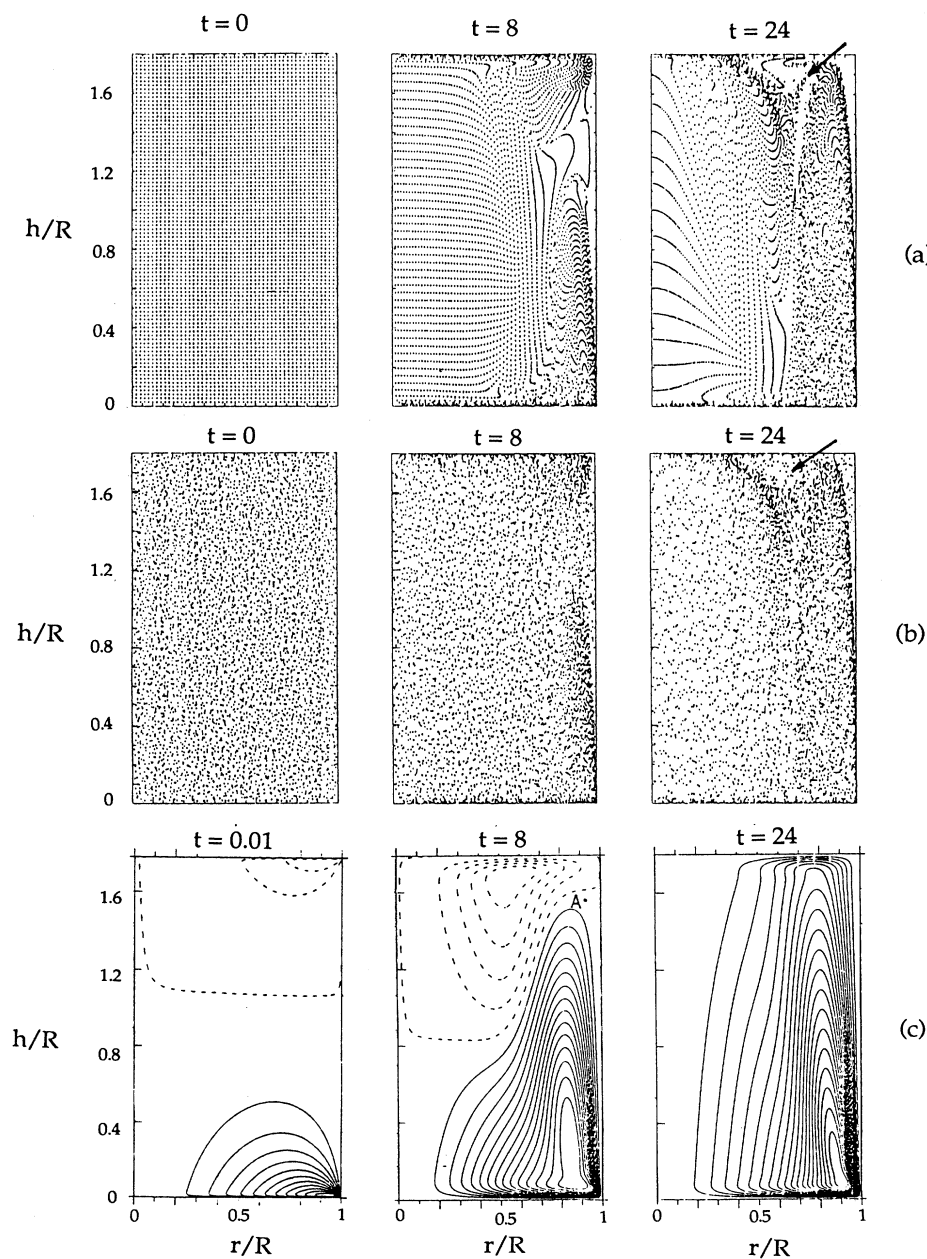 t = 0
t = 8
t = 24
1.6
1.2
h/R
0.8
0.4
0
(a)
t = 0
t = 8
t = 24
1.6
1.2
h/R
0.8
0.4
0
(b)
t = 0.01
t = 8
t = 24
1.6
A
1.2
h/R
0.8
0.4
0
(c)
0 0.5 1
0 0.5 1
0 0.5 1
r/R
r/R
r/R